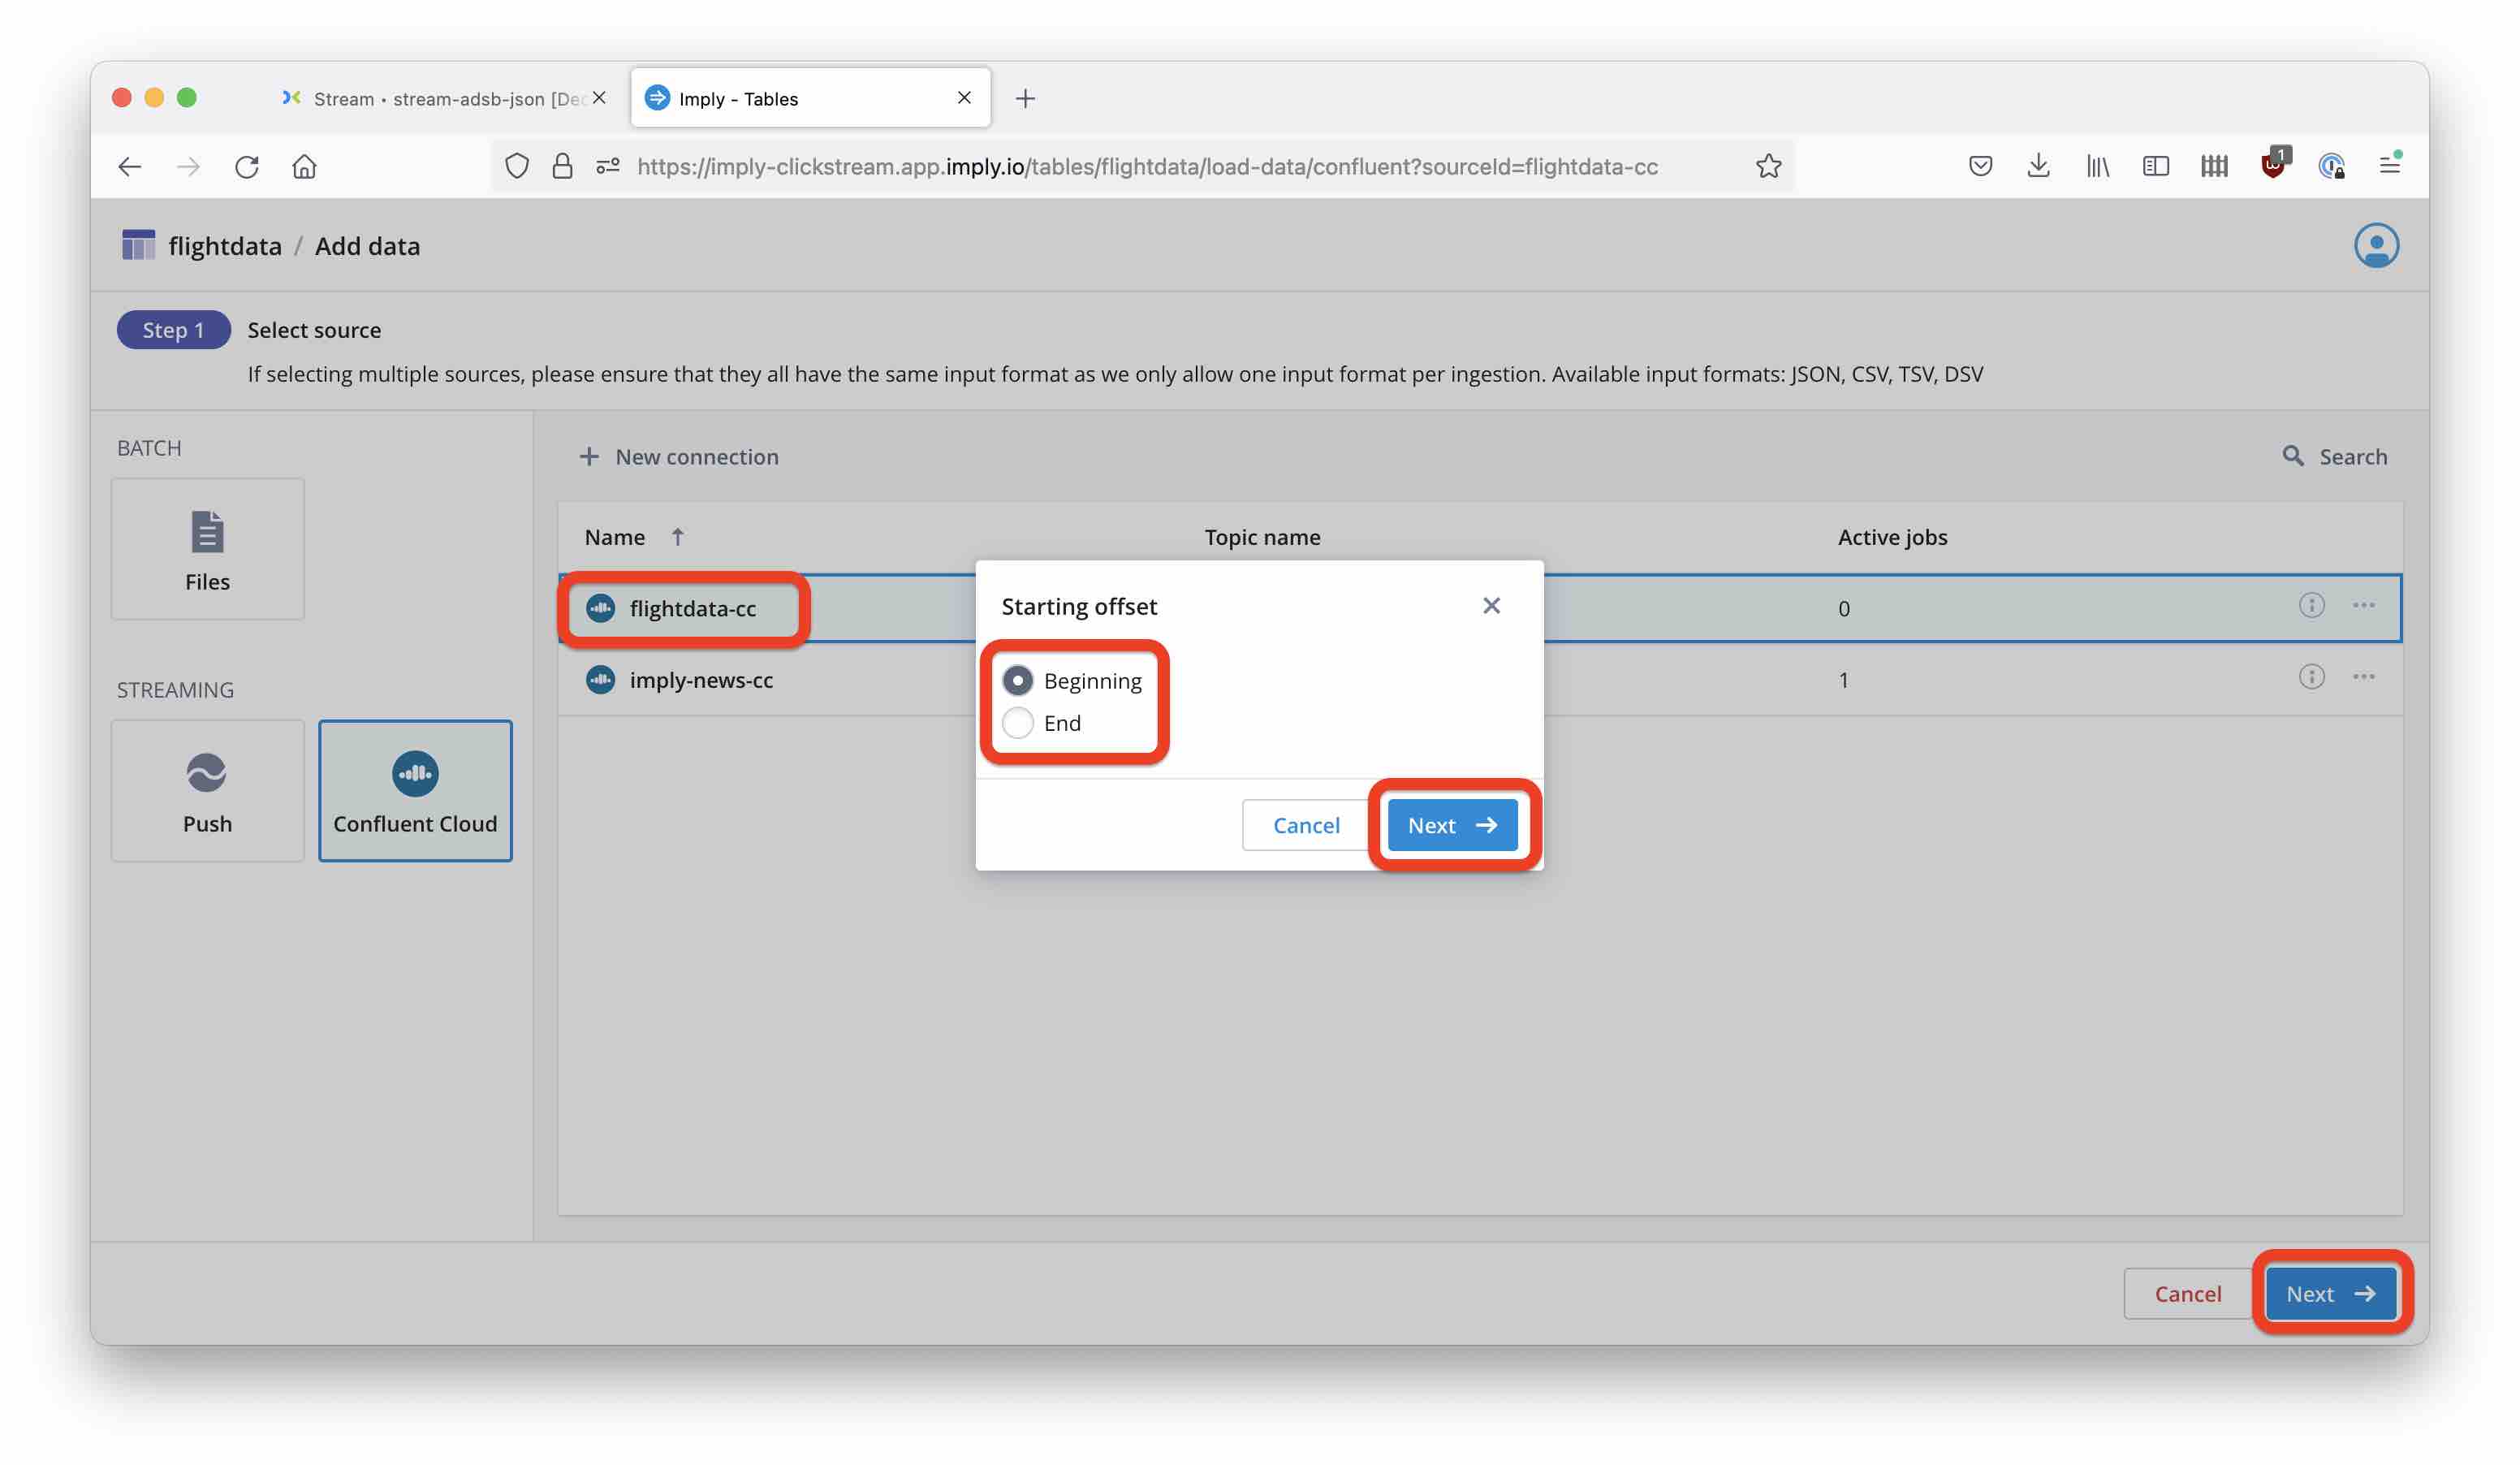 Stream • stream-adsb-json [Dec
Imply - Tables
https://imply-clickstream.app.imply.io/tables/flightdata/load-data/confluent?sourceId=flightdata-cc
1
flightdata / Add data
Step 1 Select source
If selecting multiple sources, please ensure that they all have the same input format as we only allow one input format per ingestion. Available input formats: JSON, CSV, TSV, DSV
BATCH
Files
STREAMING
Push
Confluent Cloud
+ New connection
Search
Name ↑ Topic name Active jobs
flightdata-cc 0
imply-news-cc 1
Starting offset
Beginning
End
Cancel
Next →
Cancel
Next →